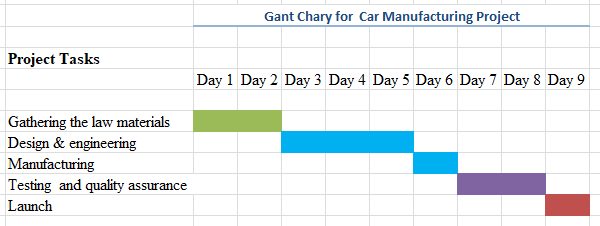 Gant Chary for Car Manufacturing Project
Project Tasks
Day 1 Day 2 Day 3 Day 4 Day 5 Day 6 Day 7 Day 8 Day 9
Gathering the law materials
Design & engineering
Manufacturing
Testing and quality assurance
Launch